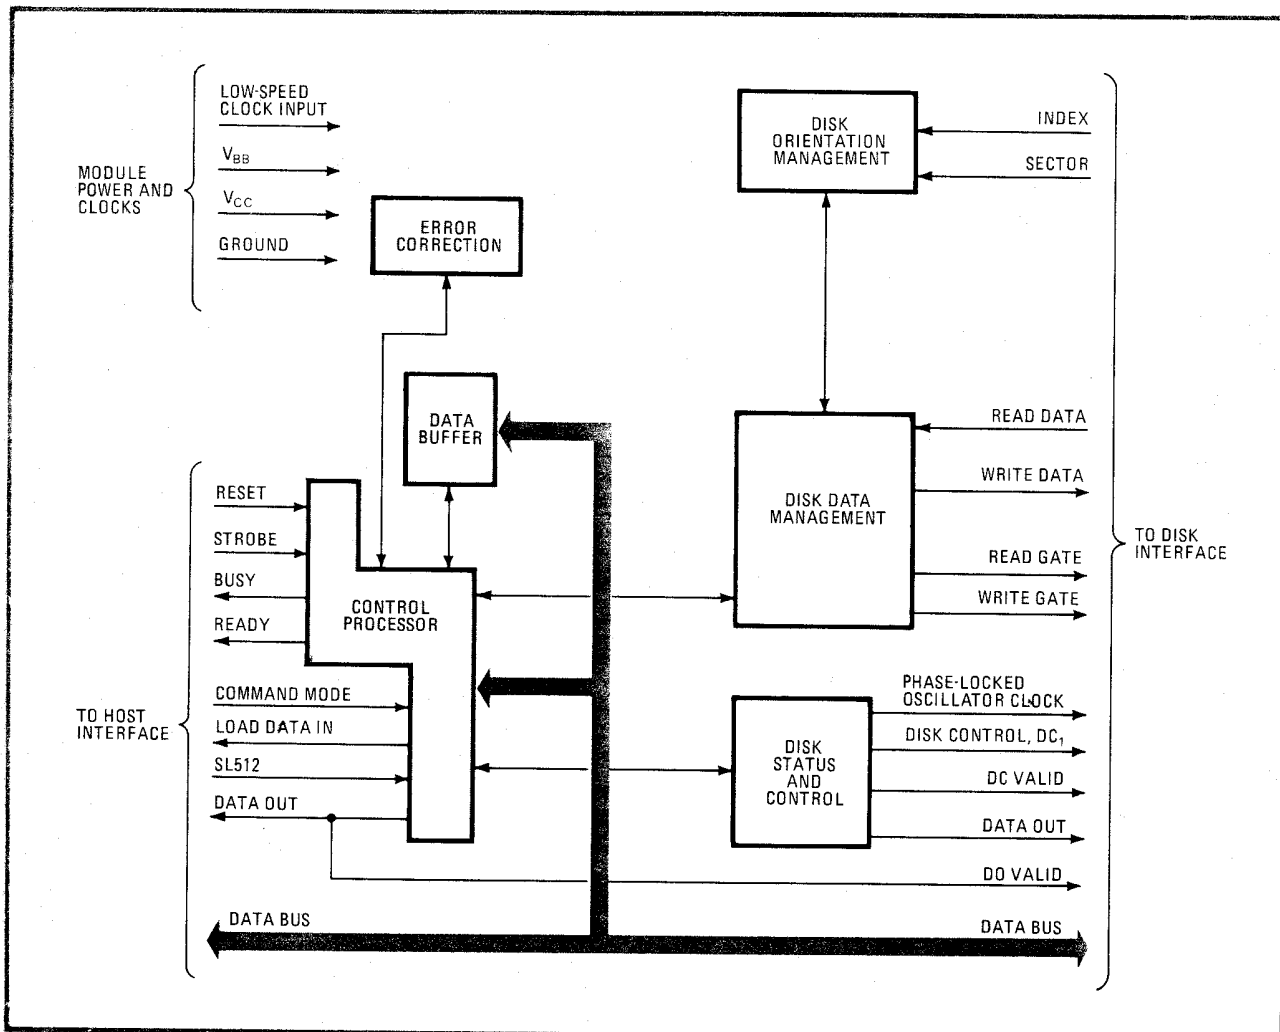 LOW-SPEED
CLOCK INPUT
VBB
VCC
GROUND
MODULE
POWER AND
CLOCKS
ERROR
CORRECTION
DISK
ORIENTATION
MANAGEMENT
INDEX
SECTOR
DATA
BUFFER
DISK DATA
MANAGEMENT
READ DATA
WRITE DATA
READ GATE
WRITE GATE
TO DISK
INTERFACE
RESET
STROBE
BUSY
READY
CONTROL
PROCESSOR
COMMAND MODE
LOAD DATA IN
SL512
DATA OUT
TO HOST
INTERFACE
DISK
STATUS
AND
CONTROL
PHASE-LOCKED
OSCILLATOR CLOCK
DISK CONTROL, DC1
DC VALID
DATA OUT
DO VALID
DATA BUS
DATA BUS